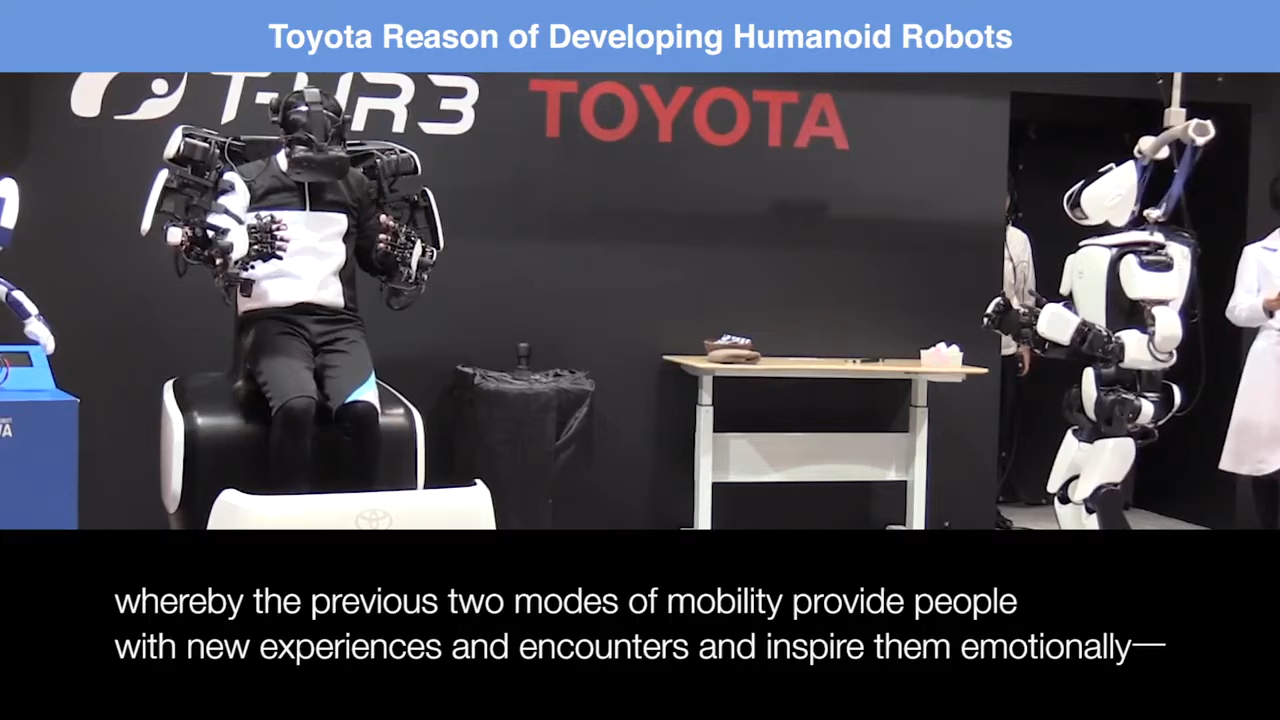 Toyota Reason of Developing Humanoid Robots
T-HR3 TOYOTA
whereby the previous two modes of mobility provide people
with new experiences and encounters and inspire them emotionally—